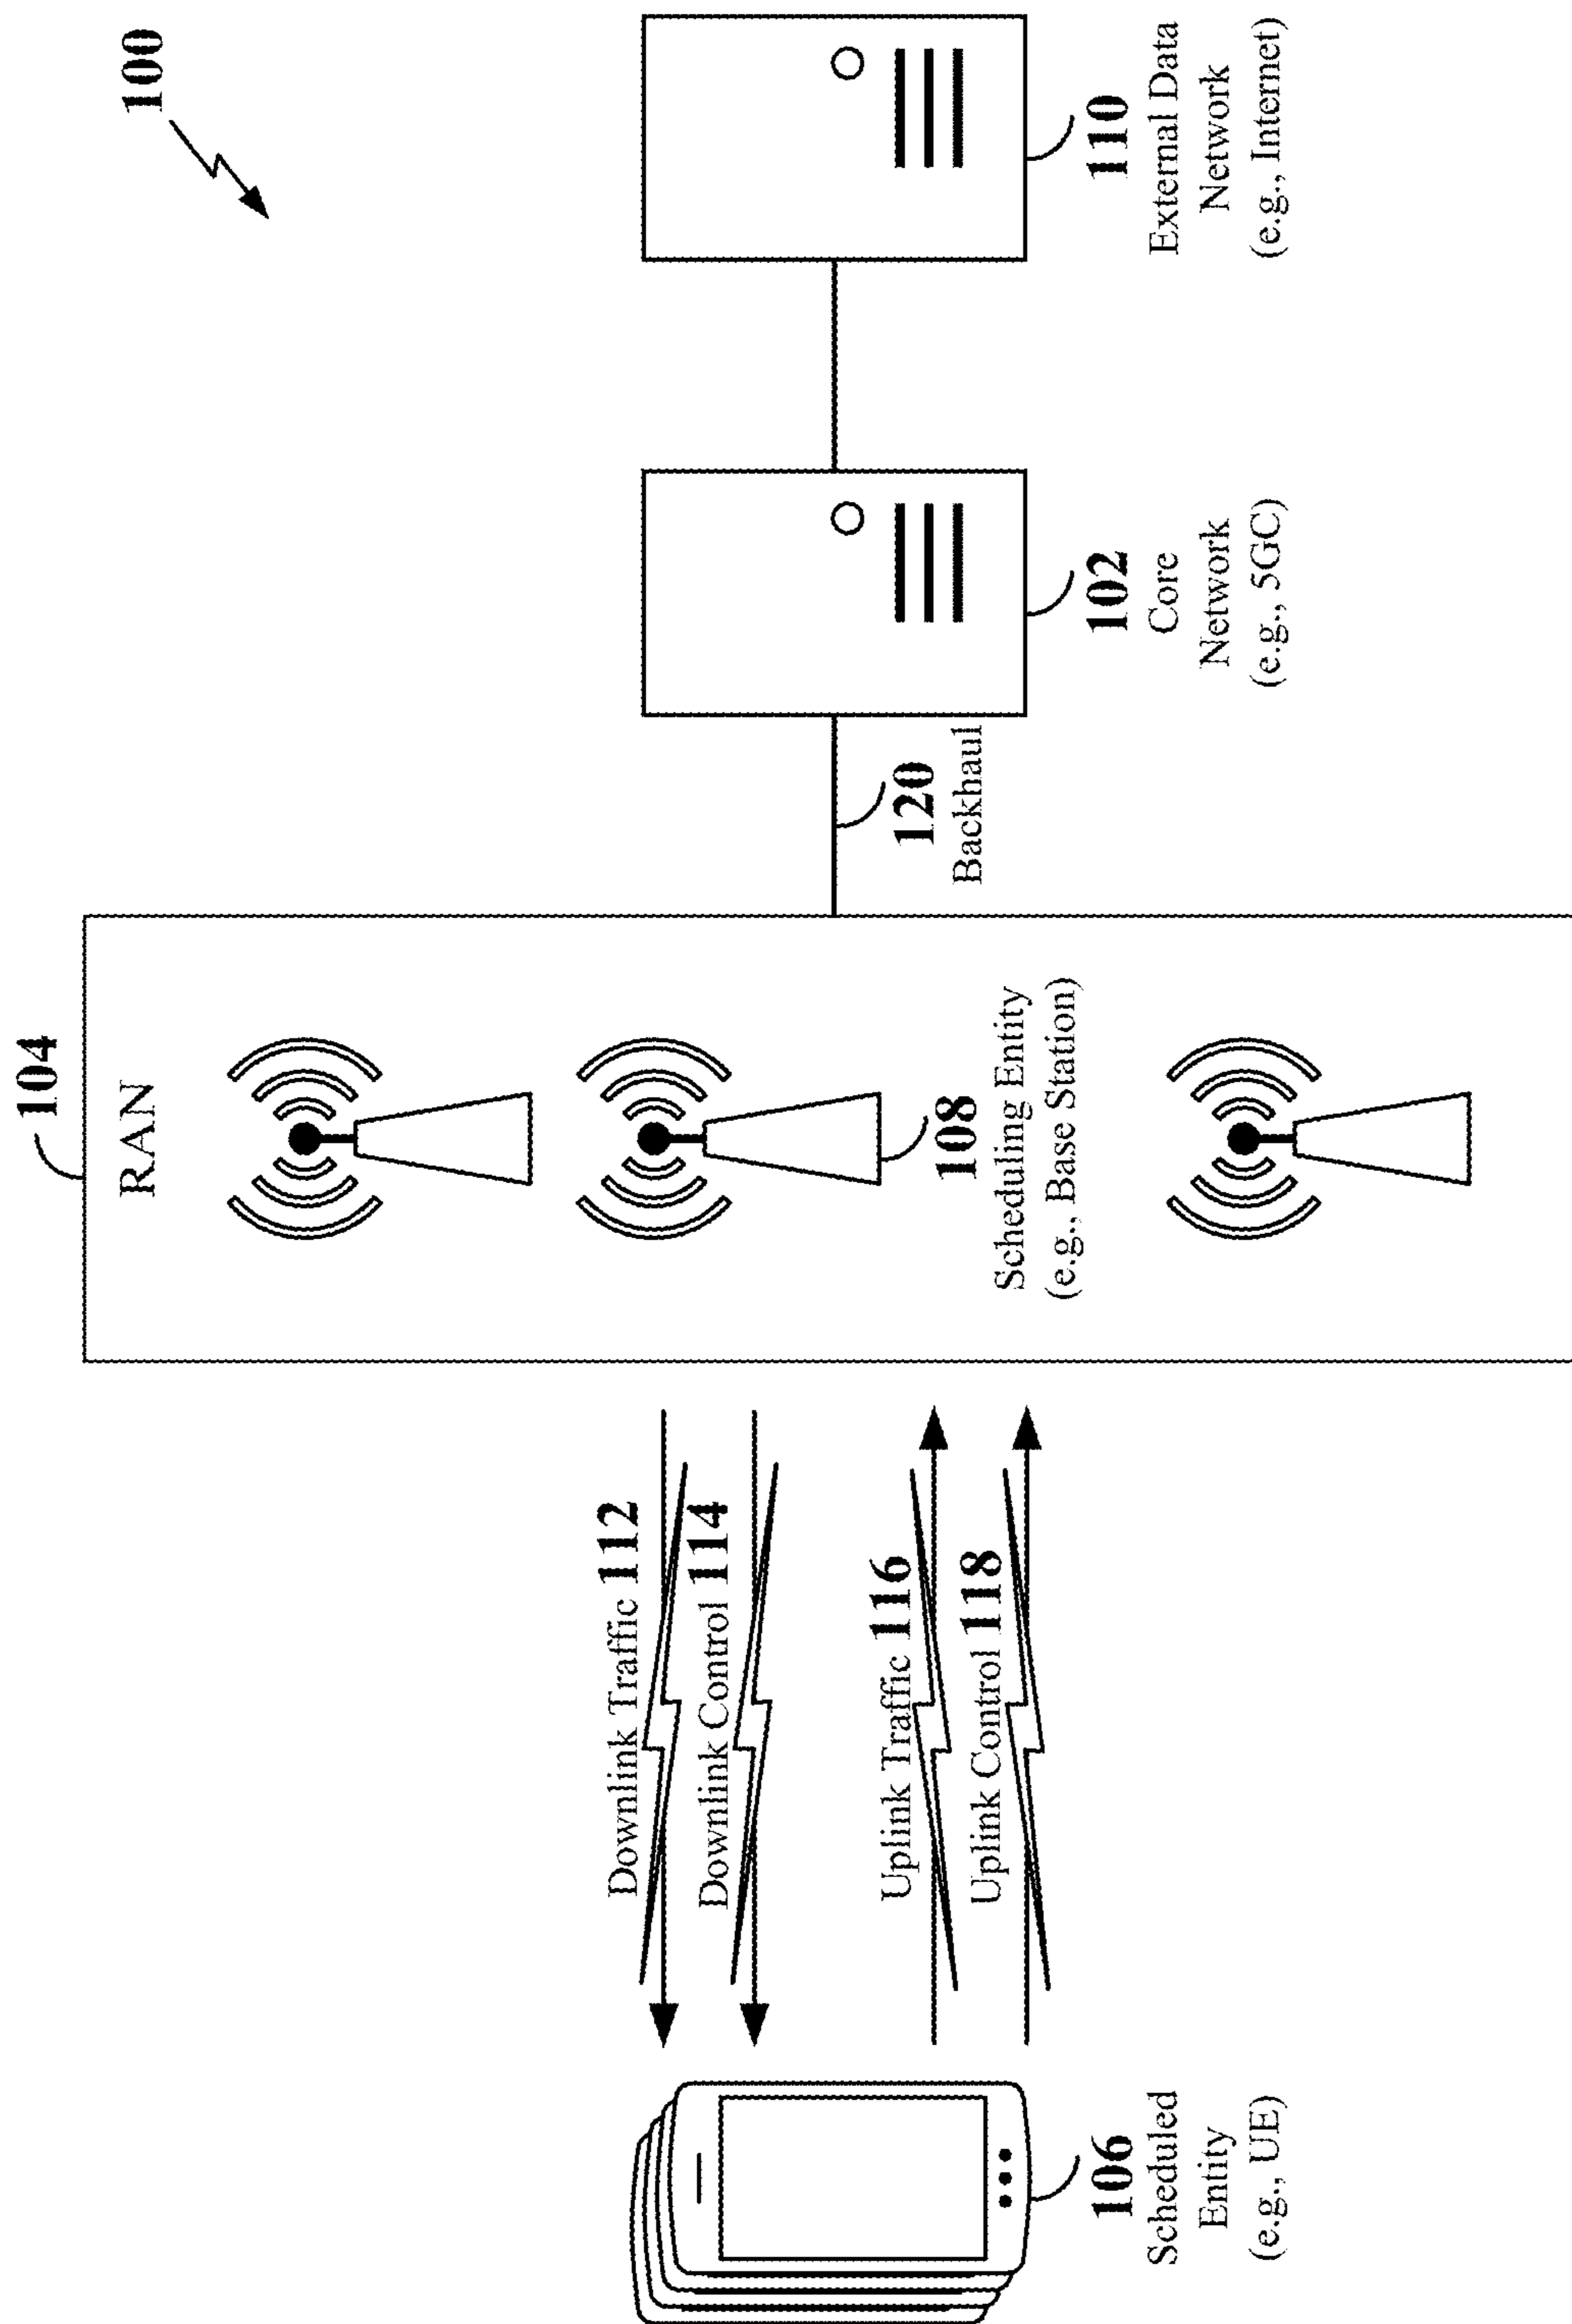 100
104
RAN
Downlink Traffic 112
Downlink Control 114
Uplink Traffic 116
Uplink Control 118
106
Scheduled
Entity
(e.g., UE)
108
Scheduling Entity
(e.g., Base Station)
120
Backhaul
102
Core
Network
(e.g., 5GC)
110
External Data
Network
(e.g., Internet)